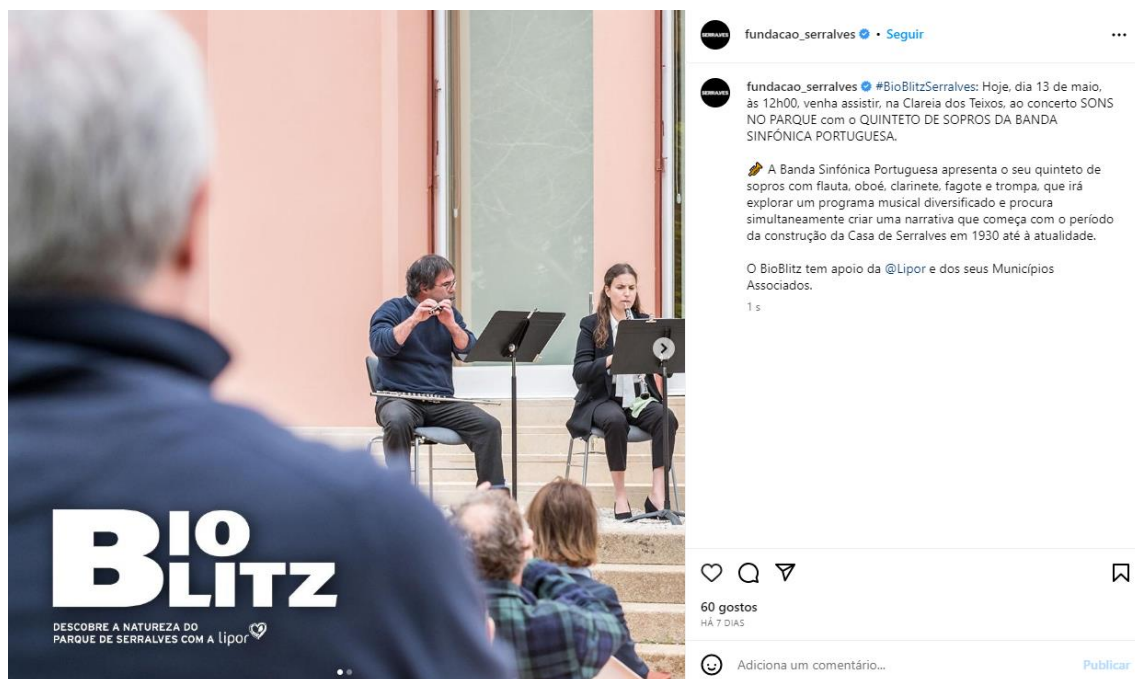 BIO
BLITZ
DESCOBRE A NATUREZA DO
PARQUE DE SERRALVES COM A lipor
SERRALVES
fundacao_serralves • Seguir
SERRALVES
fundacao_serralves #BioBlitzSerralves: Hoje, dia 13 de maio,
às 12h00, venha assistir, na Clareia dos Teixos, ao concerto SONS
NO PARQUE com o QUINTETO DE SOPROS DA BANDA
SINFÓNICA PORTUGUESA.
A Banda Sinfónica Portuguesa apresenta o seu quinteto de
sopros com flauta, oboé, clarinete, fagote e trompa, que irá
explorar um programa musical diversificado e procura
simultaneamente criar uma narrativa que começa com o período
da construção da Casa de Serralves em 1930 até à atualidade.
O BioBlitz tem apoio da @Lipor e dos seus Municípios
Associados.
1 s
60 gostos
HÁ 7 DIAS
Adiciona um comentário... Publicar